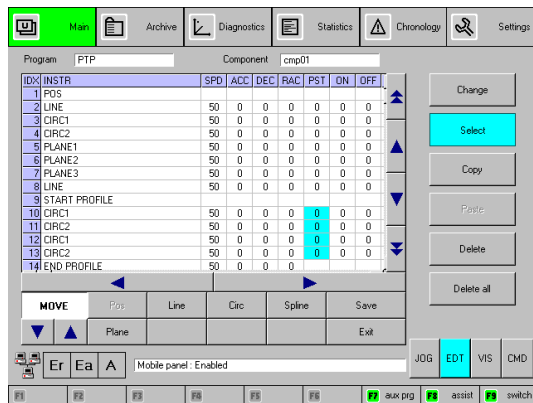 Main Archive Diagnostics Statistics Chronology Settings
Program PTP Component cmp01
IDX INSTR SPD ACC DEC RAC PST ON OFF
1 POS
2 LINE 50 0 0 0 0 0 0
3 CIRC1 50 0 0 0 0 0 0
4 CIRC2 50 0 0 0 0 0 0
5 PLANE1 50 0 0 0 0 0 0
6 PLANE2 50 0 0 0 0 0 0
7 PLANE3 50 0 0 0 0 0 0
8 LINE 50 0 0 0 0 0 0
9 START PROFILE
10 CIRC1 50 0 0 0 0 0 0
11 CIRC2 50 0 0 0 0 0 0
12 CIRC1 50 0 0 0 0 0 0
13 CIRC2 50 0 0 0 0 0 0
14 END PROFILE 50 0 0 0
Change
Select
Copy
Paste
Delete
Delete all
MOVE Pos Line Circ Spline Save
Plane Exit
Er Ea A Mobile panel : Enabled
JOG EDT VIS CMD
F1 F2 F3 F4 F5 F6 F7 aux prg F8 assist F9 switch